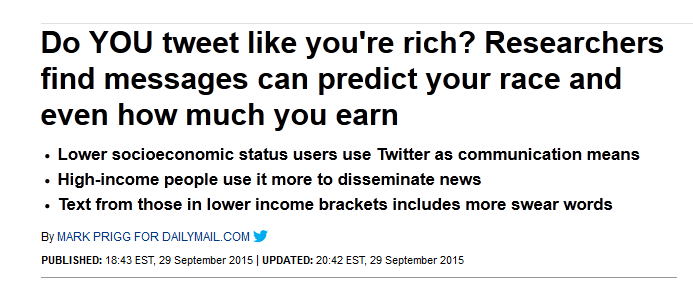 Do YOU tweet like you're rich? Researchers
find messages can predict your race and
even how much you earn
• Lower socioeconomic status users use Twitter as communication means
• High-income people use it more to disseminate news
• Text from those in lower income brackets includes more swear words
By MARK PRIGG FOR DAILYMAIL.COM
PUBLISHED: 18:43 EST, 29 September 2015 | UPDATED: 20:42 EST, 29 September 2015